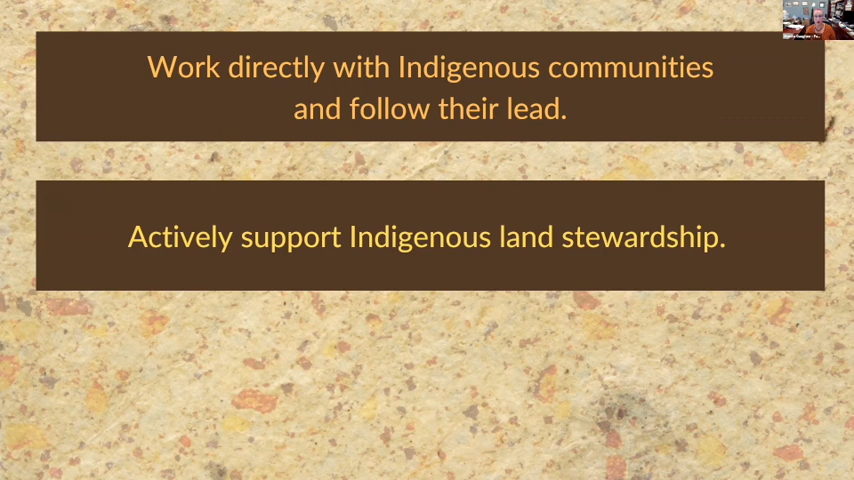 Work directly with Indigenous communities
and follow their lead.
Actively support Indigenous land stewardship.